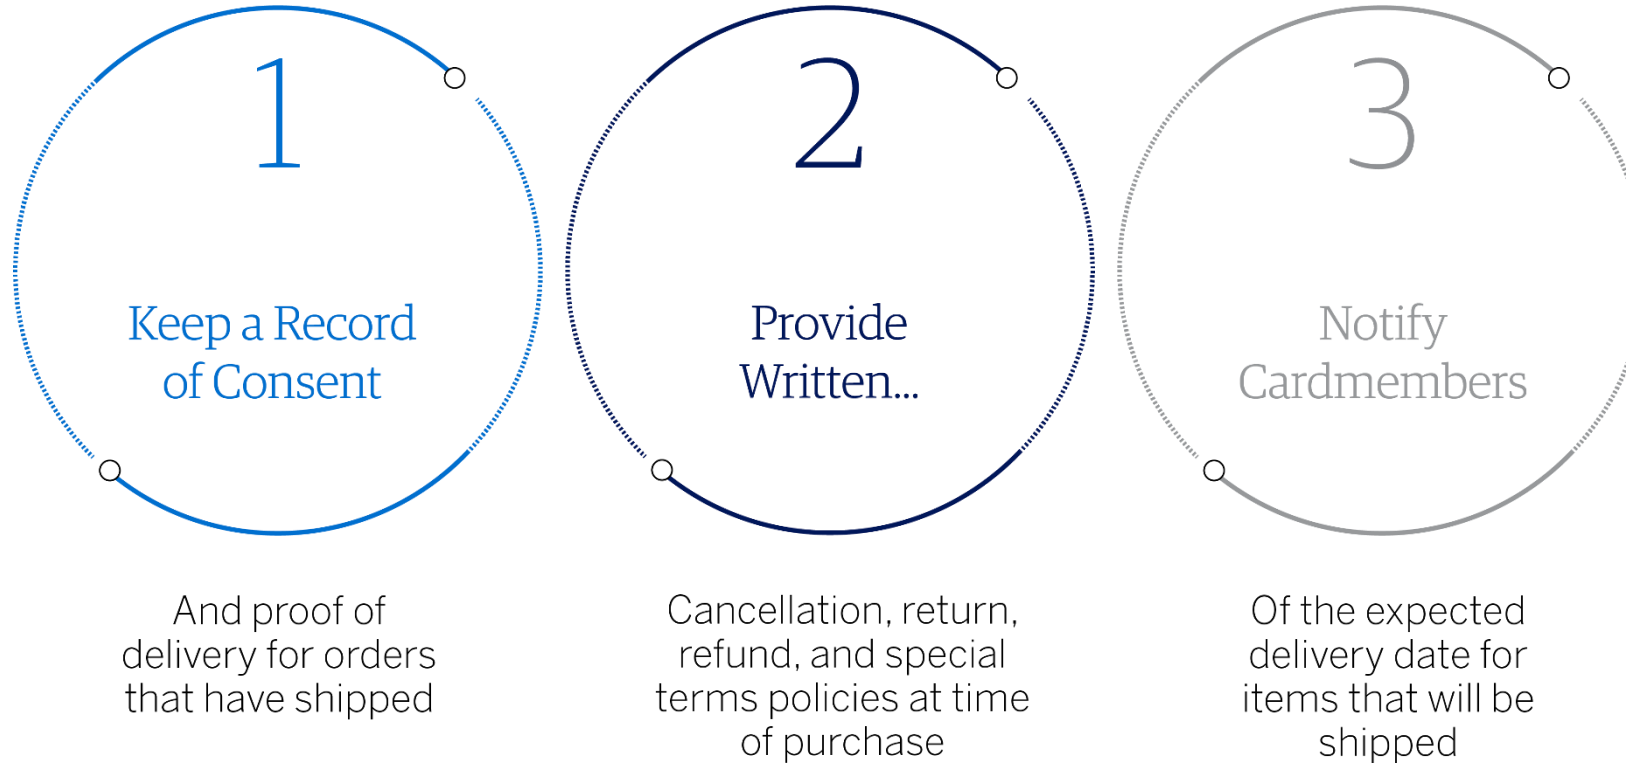 1
Keep a Record
of Consent
And proof of
delivery for orders
that have shipped
2
Provide
Written...
Cancellation, return,
refund, and special
terms policies at time
of purchase
3
Notify
Cardmembers
Of the expected
delivery date for
items that will be
shipped